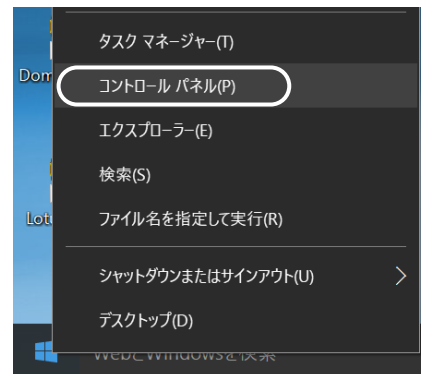 タスク マネージャー(T)
Dom
コントロール パネル(P)
エクスプローラー(E)
検索(S)
Lot
ファイル名を指定して実行(R)
シャットダウンまたはサインアウト(U)
デスクトップ(D)
WebとWindowsを検索